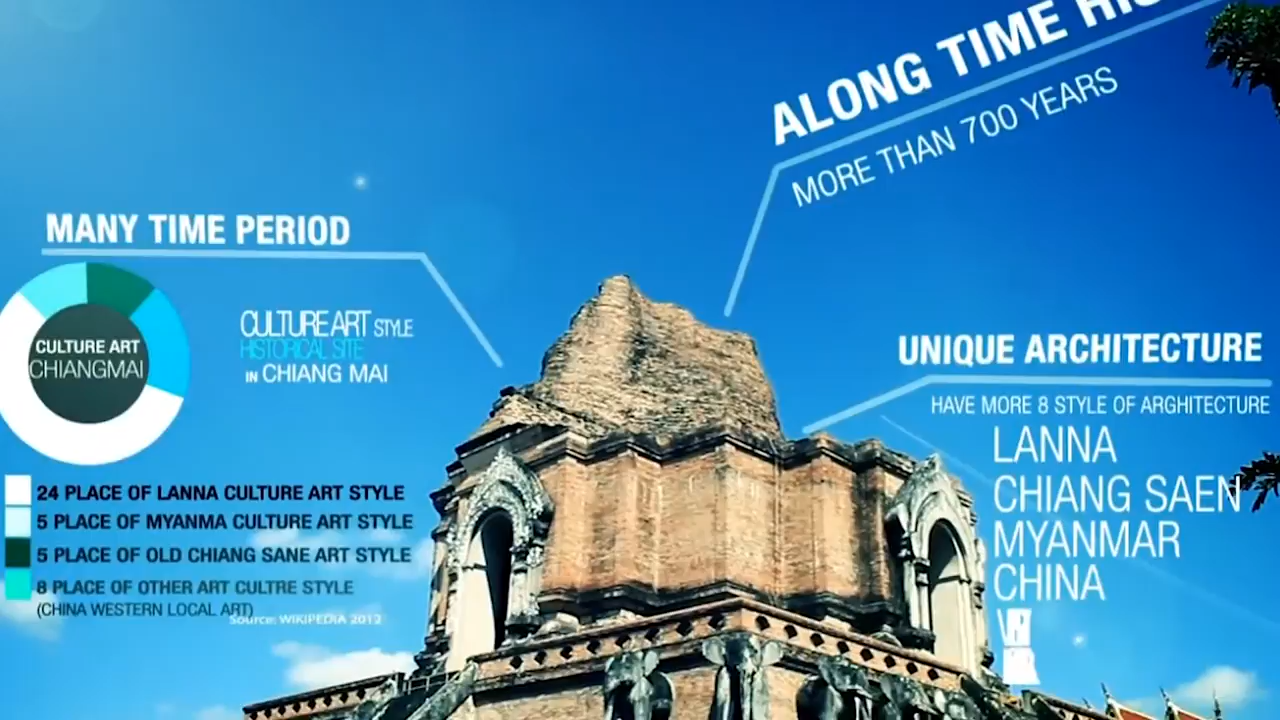 ALONG TIME
MORE THAN 700 YEARS
MANY TIME PERIOD
CULTURE ART
CHIANGMAI
CULTURE ART STYLE
HISTORICAL SITE
IN CHIANG MAI
24 PLACE OF LANNA CULTURE ART STYLE
5 PLACE OF MYANMA CULTURE ART STYLE
5 PLACE OF OLD CHIANG SANE ART STYLE
8 PLACE OF OTHER ART CULTRE STYLE
(CHINA WESTERN LOCAL ART)
Source: WIKIPEDIA 2012
UNIQUE ARCHITECTURE
HAVE MORE 8 STYLE OF ARGHITECTURE
LANNA
CHIANG SAEN
MYANMAR
CHINA